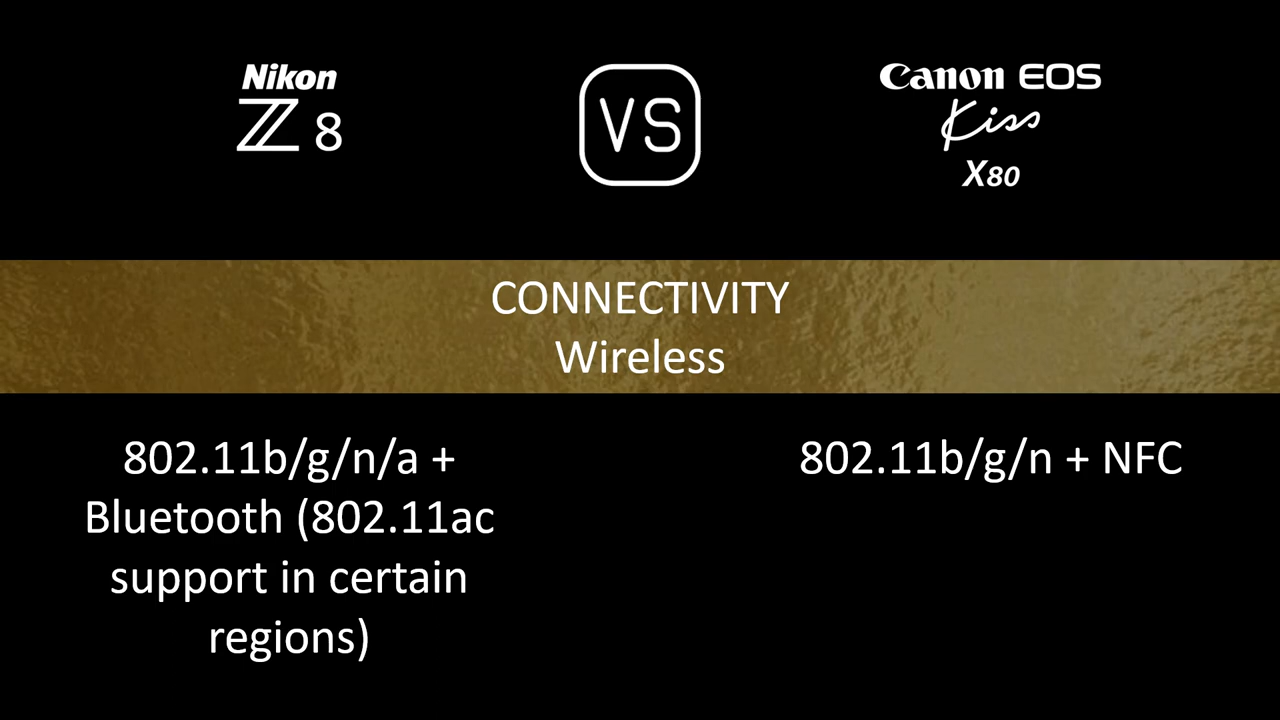 Nikon
Z 8
VS
Canon EOS
Kiss
X80
CONNECTIVITY
Wireless
802.11b/g/n/a +
Bluetooth (802.11ac
support in certain
regions)
802.11b/g/n + NFC